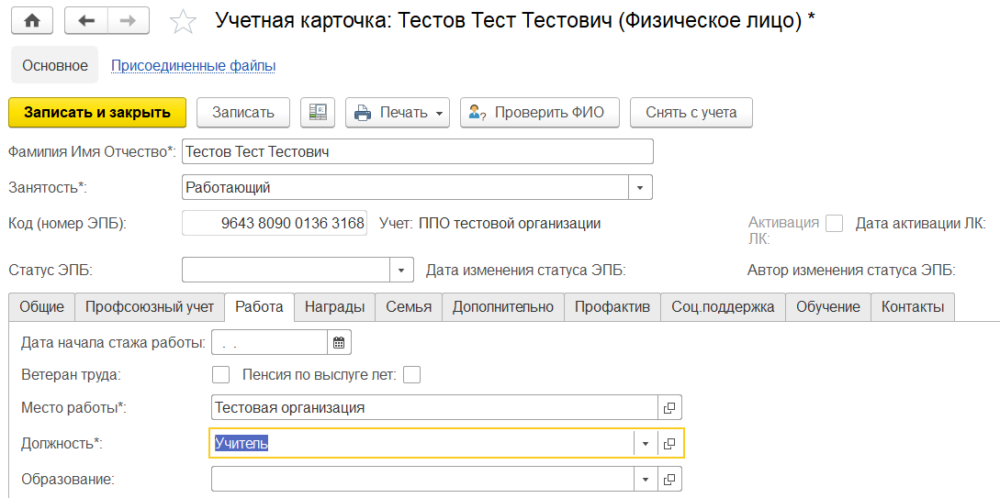 Учетная карточка: Тестов Тест Тестович (Физическое лицо) *
Основное Присоединенные файлы
Записать и закрыть Записать Печать Проверить ФИО Снять с учета
Фамилия Имя Отчество*: Тестов Тест Тестович
Занятость*: Работающий
Код (номер ЭПБ): 9643 8090 0136 3168 Учет: ППО тестовой организации Активация ЛК: Дата активации ЛК:
Статус ЭПБ: Дата изменения статуса ЭПБ: Автор изменения статуса ЭПБ:
Общие Профсоюзный учет Работа Награды Семья Дополнительно Профактив Соц.поддержка Обучение Контакты
Дата начала стажа работы: . .
Ветеран труда: Пенсия по выслуге лет:
Место работы*: Тестовая организация
Должность*: Учитель
Образование: